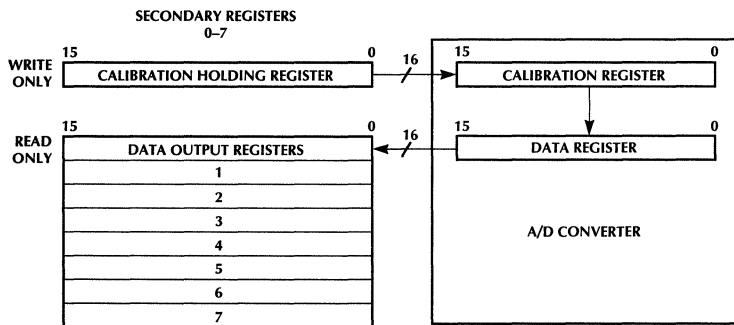 SECONDARY REGISTERS
0–7
15 0 16 15 0
WRITE ONLY CALIBRATION HOLDING REGISTER CALIBRATION REGISTER
15 0 16 15 0
READ ONLY DATA OUTPUT REGISTERS DATA REGISTER
1
2
3
4 A/D CONVERTER
5
6
7